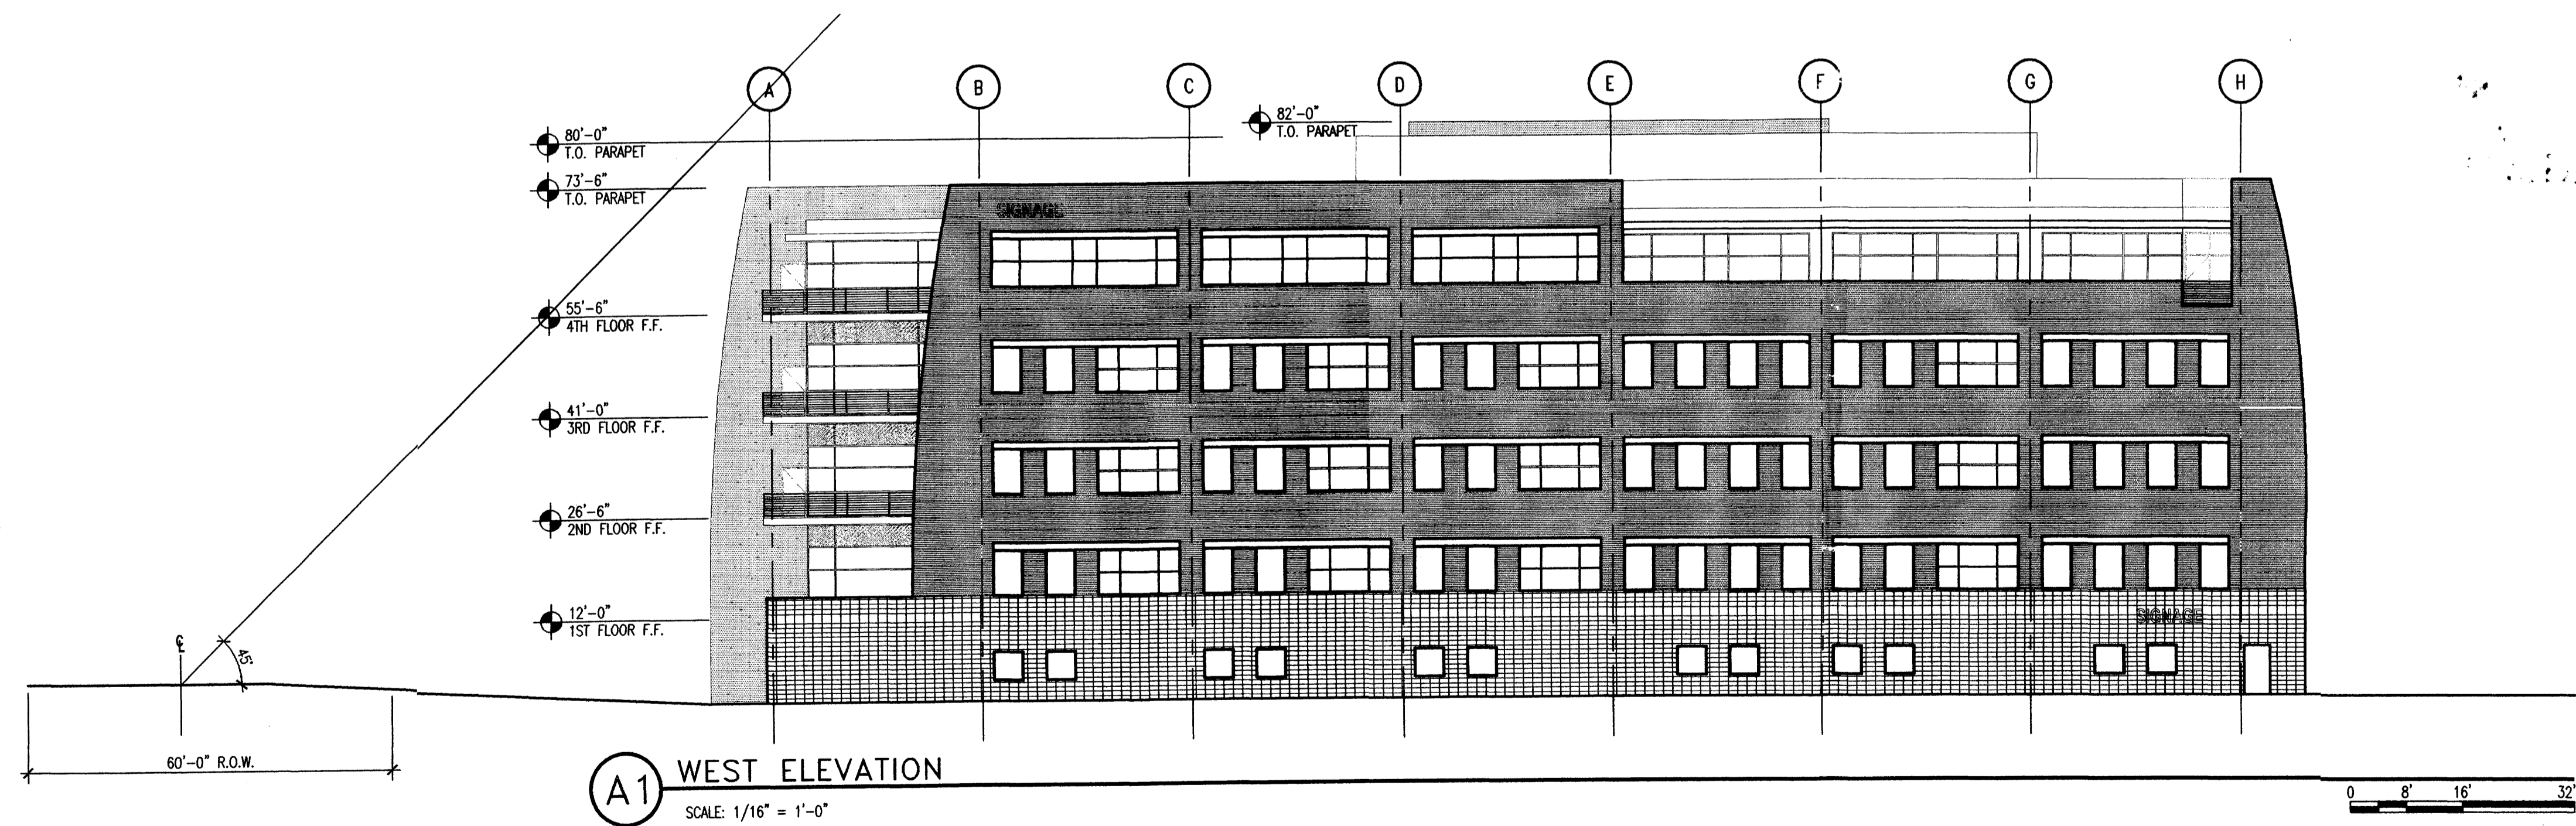 A
B
C
D
E
F
G
H
80'-0"
T.O. PARAPET
82'-0"
T.O. PARAPET
73'-6"
T.O. PARAPET
SIGNAGE
55'-6"
4TH FLOOR F.F.
41'-0"
3RD FLOOR F.F.
26'-6"
2ND FLOOR F.F.
12'-0"
1ST FLOOR F.F.
SIGNAGE
℄
45°
60'-0" R.O.W.
A1
WEST ELEVATION
SCALE: 1/16" = 1'-0"
0 8' 16' 32'